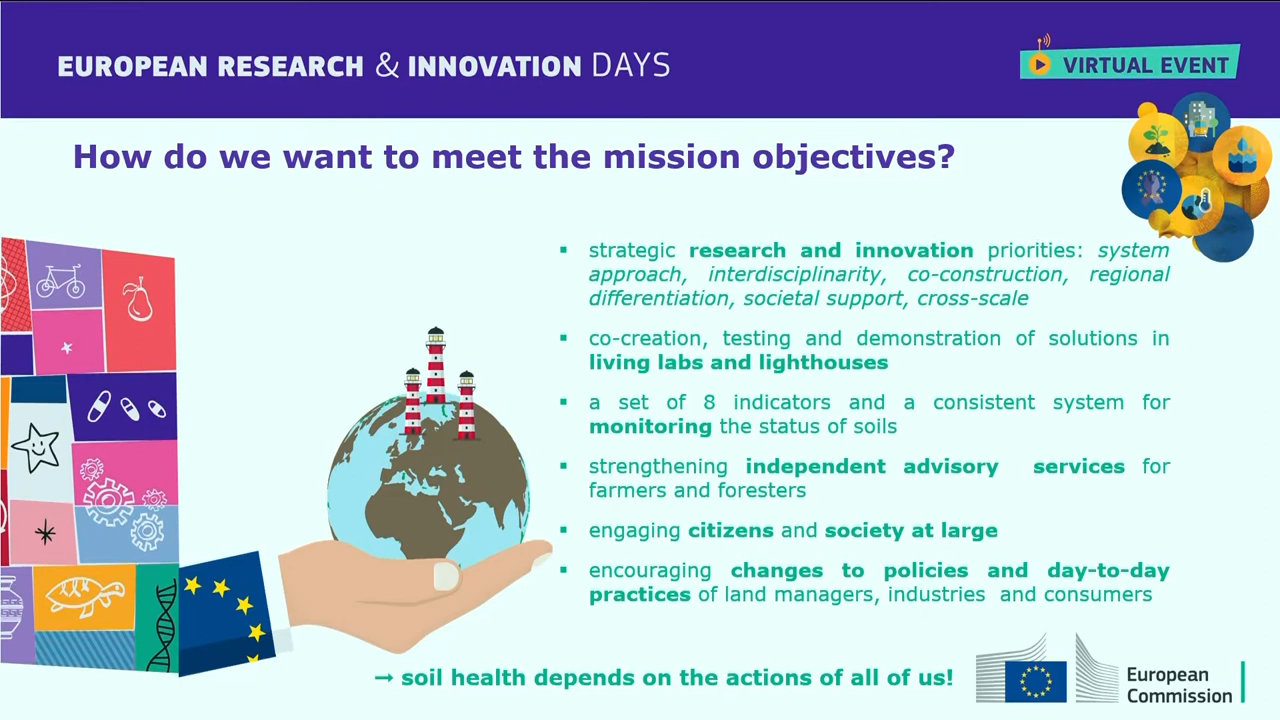 EUROPEAN RESEARCH & INNOVATION DAYS
VIRTUAL EVENT
How do we want to meet the mission objectives?
▪ strategic research and innovation priorities: system
approach, interdisciplinarity, co-construction, regional
differentiation, societal support, cross-scale
▪ co-creation, testing and demonstration of solutions in
living labs and lighthouses
▪ a set of 8 indicators and a consistent system for
monitoring the status of soils
▪ strengthening independent advisory services for
farmers and foresters
▪ engaging citizens and society at large
▪ encouraging changes to policies and day-to-day
practices of land managers, industries and consumers
→ soil health depends on the actions of all of us!
European
Commission